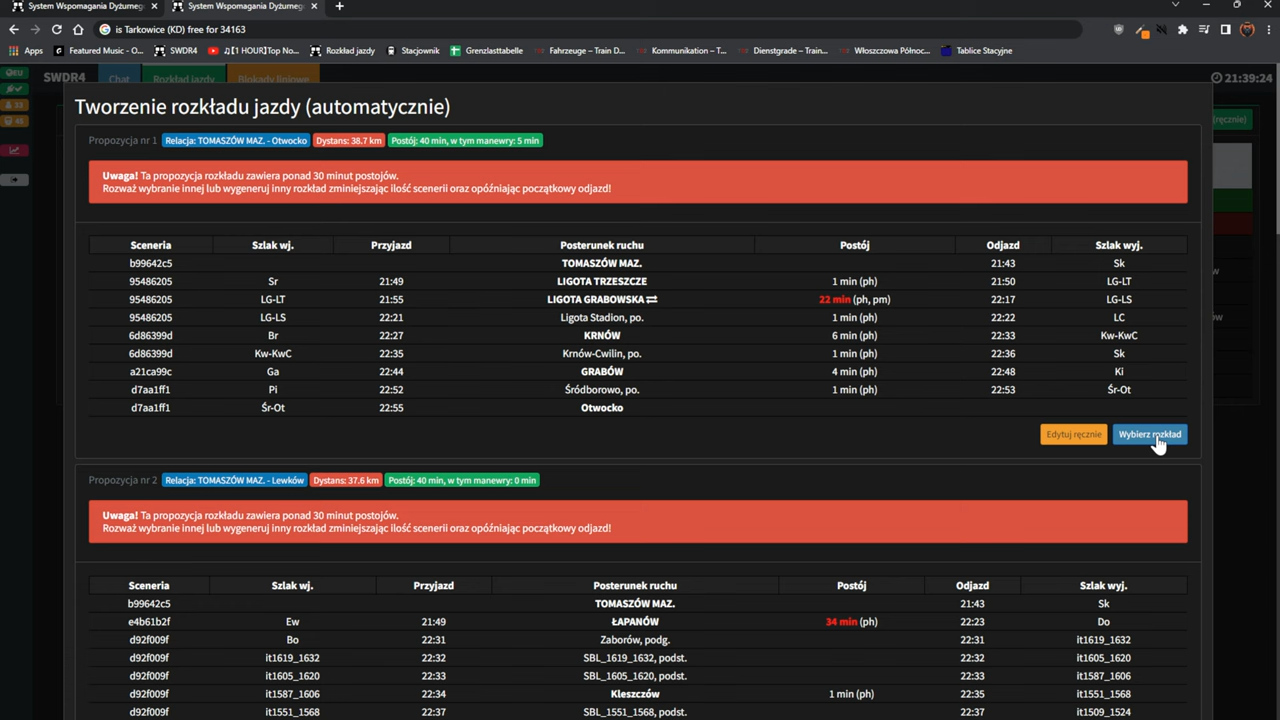 System Wspomagania Dyżurnego
System Wspomagania Dyżurnego
is Tarkowice (KD) free for 34163
Apps
Featured Music - O...
SWDR4
♫[1 HOUR]Top No...
Rozkład jazdy
Stacjownik
Grenzlasttabelle
Fahrzeuge – Train D...
Kommunikation – T...
Dienstgrade – Train...
Włoszczowa Północ...
Tablice Stacyjne
EU
33
48
SWDR4
Chat
Rozkład jazdy
Blokady liniowe
21:39:24
(ręcznie)
Tworzenie rozkładu jazdy (automatycznie)
Propozycja nr 1 Relacja: TOMASZÓW MAZ. - Otwocko Dystans: 38.7 km Postój: 40 min, w tym manewry: 5 min
Uwaga! Ta propozycja rozkładu zawiera ponad 30 minut postojów.
Rozważ wybranie innej lub wygeneruj inny rozkład zmniejszając ilość scenerii oraz opóźniając początkowy odjazd!
Sceneria Szlak wj. Przyjazd Posterunek ruchu Postój Odjazd Szlak wyj.
b99642c5 TOMASZÓW MAZ. 21:43 Sk
95486205 Sr 21:49 LIGOTA TRZESZCZE 1 min (ph) 21:50 LG-LT
95486205 LG-LT 21:55 LIGOTA GRABOWSKA ⇄ 22 min (ph, pm) 22:17 LG-LS
95486205 LG-LS 22:21 Ligota Stadion, po. 1 min (ph) 22:22 LC
6d86399d Br 22:27 KRNÓW 6 min (ph) 22:33 Kw-KwC
6d86399d Kw-KwC 22:35 Krnów-Cwilin, po. 1 min (ph) 22:36 Sk
a21ca99c Ga 22:44 GRABÓW 4 min (ph) 22:48 Ki
d7aa1ff1 Pi 22:52 Śródborowo, po. 1 min (ph) 22:53 Śr-Ot
d7aa1ff1 Śr-Ot 22:55 Otwocko
Edytuj ręcznie Wybierz rozkład
Propozycja nr 2 Relacja: TOMASZÓW MAZ. - Lewków Dystans: 37.6 km Postój: 40 min, w tym manewry: 0 min
Uwaga! Ta propozycja rozkładu zawiera ponad 30 minut postojów.
Rozważ wybranie innej lub wygeneruj inny rozkład zmniejszając ilość scenerii oraz opóźniając początkowy odjazd!
Sceneria Szlak wj. Przyjazd Posterunek ruchu Postój Odjazd Szlak wyj.
b99642c5 TOMASZÓW MAZ. 21:43 Sk
e4b61b2f Ew 21:49 ŁAPANÓW 34 min (ph) 22:23 Do
d92f009f Bo 22:31 Zaborów, podg. 22:31 it1619_1632
d92f009f it1619_1632 22:32 SBL_1619_1632, podst. 22:32 it1605_1620
d92f009f it1605_1620 22:33 SBL_1605_1620, podst. 22:33 it1587_1606
d92f009f it1587_1606 22:34 Kleszczów 1 min (ph) 22:35 it1551_1568
d92f009f it1551_1568 22:37 SBL_1551_1568, podst. 22:37 it1509_1524